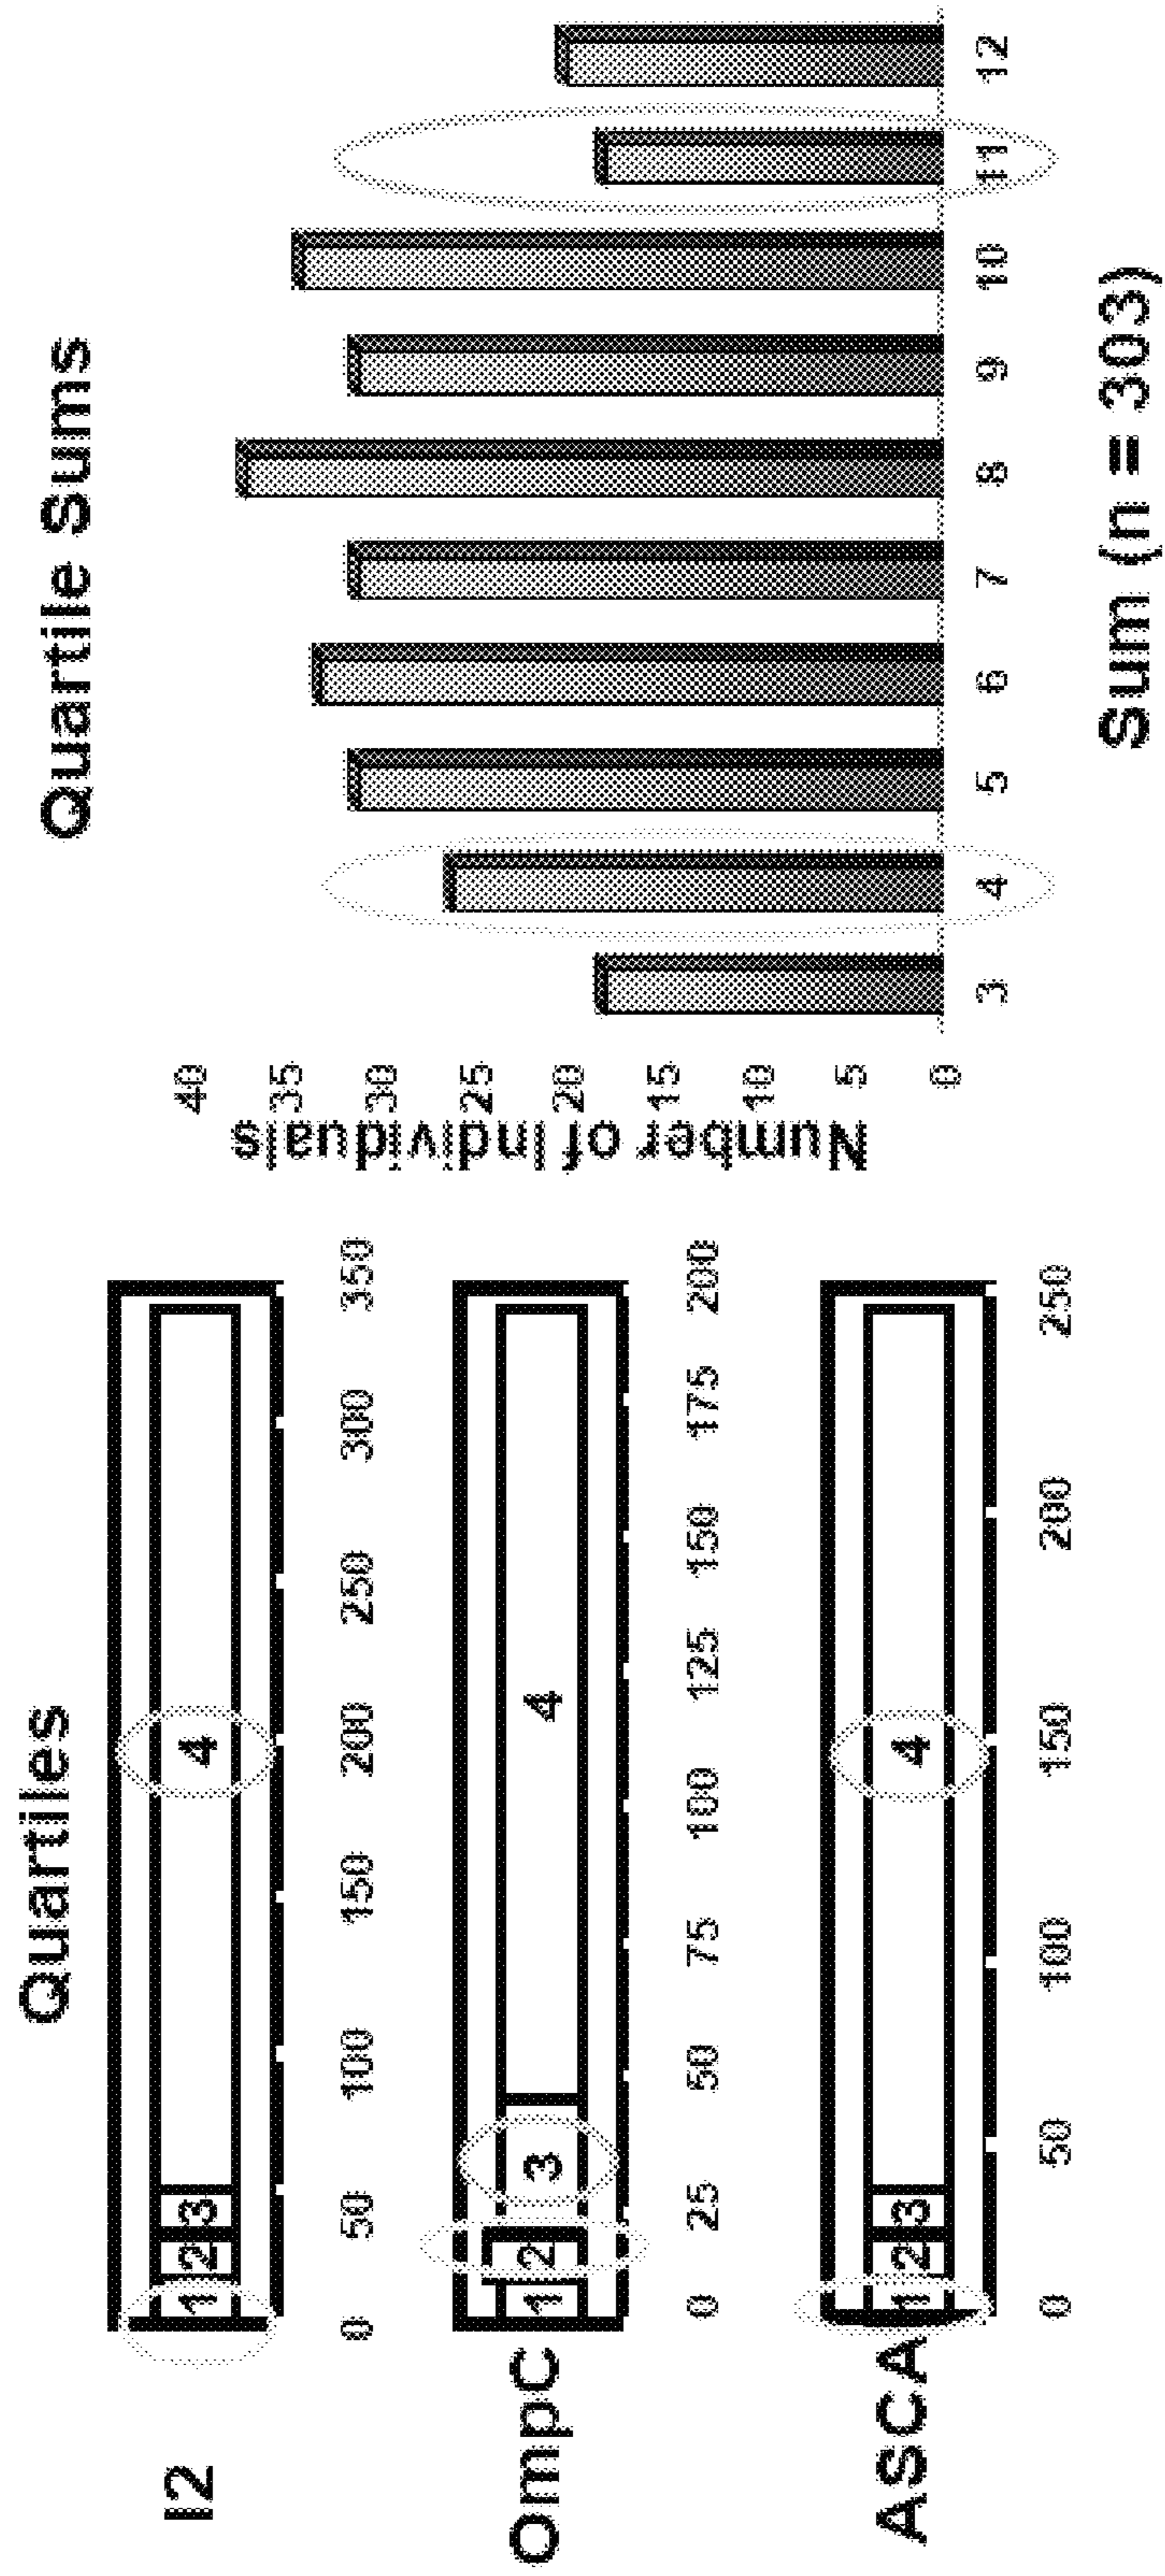 Quartiles
I2
1 2 3 4
0 50 100 150 200 250 300 350
OmpC
1 2 3 4
0 25 50 75 100 125 150 175 200
ASCA
1 2 3 4
0 50 100 150 200 250
Quartile Sums
Number of Individuals
40
35
30
25
20
15
10
5
0
3 4 5 6 7 8 9 10 11 12
Sum (n = 303)